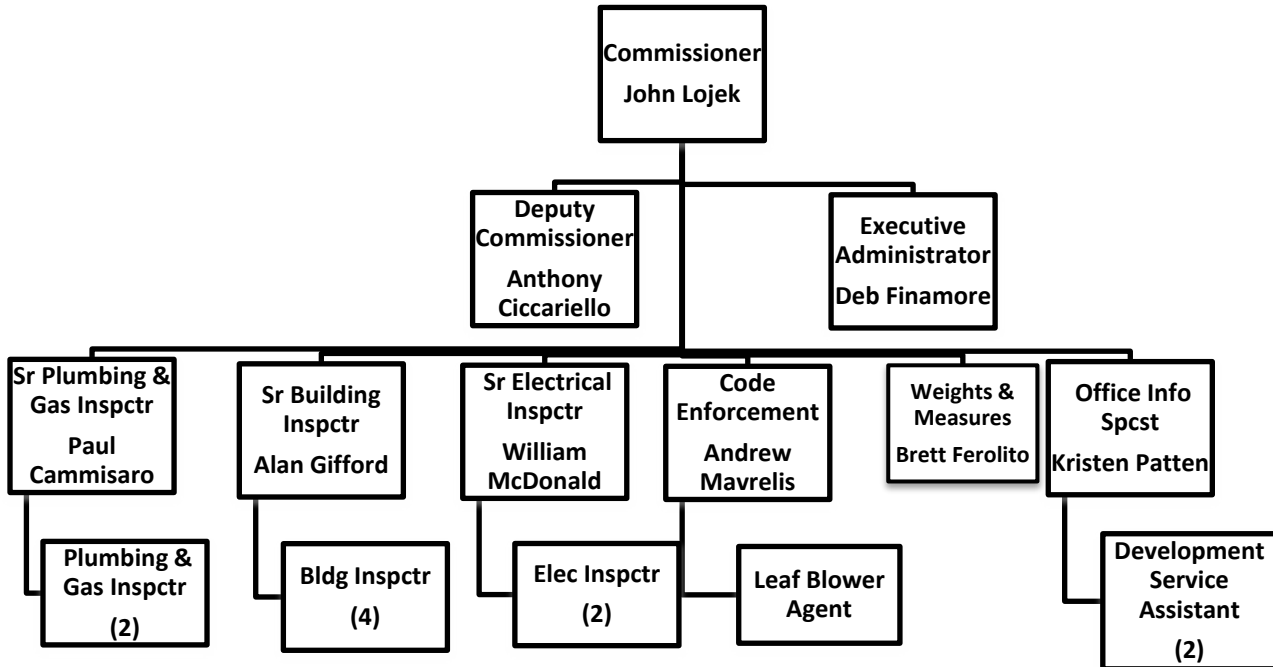 Commissioner
John Lojek
Deputy
Commissioner
Anthony
Ciccariello
Executive
Administrator
Deb Finamore
Sr Plumbing &
Gas Inspctr
Paul
Cammisaro
Sr Building
Inspctr
Alan Gifford
Sr Electrical
Inspctr
William
McDonald
Code
Enforcement
Andrew
Mavrelis
Weights &
Measures
Brett Ferolito
Office Info
Spcst
Kristen Patten
Plumbing &
Gas Inspctr
(2)
Bldg Inspctr
(4)
Elec Inspctr
(2)
Leaf Blower
Agent
Development
Service
Assistant
(2)